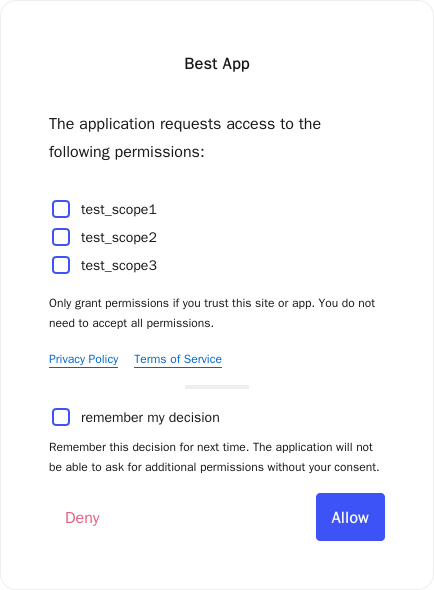 Best App
The application requests access to the
following permissions:
test_scope1
test_scope2
test_scope3
Only grant permissions if you trust this site or app. You do not
need to accept all permissions.
Privacy Policy Terms of Service
remember my decision
Remember this decision for next time. The application will not
be able to ask for additional permissions without your consent.
Deny Allow